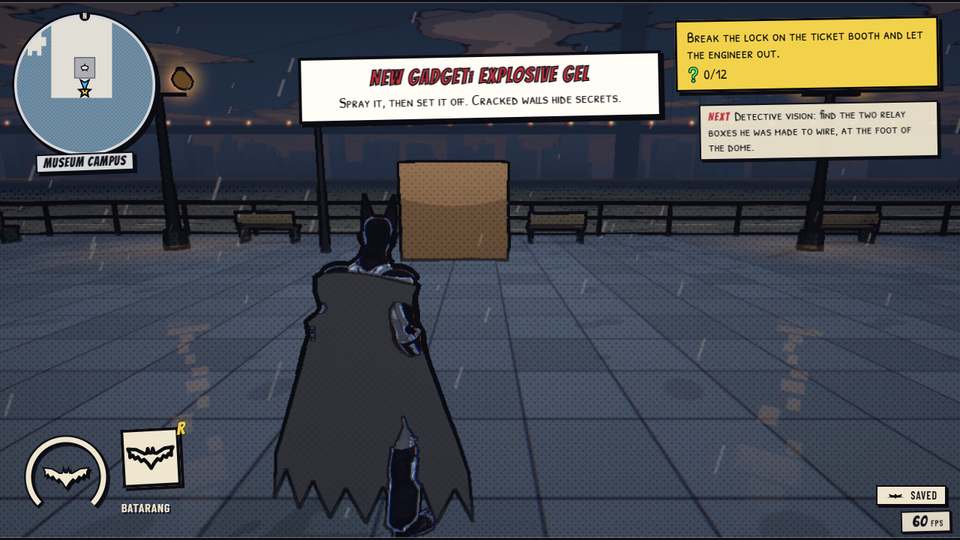 N
MUSEUM CAMPUS
NEW GADGET: EXPLOSIVE GEL
SPRAY IT, THEN SET IT OFF. CRACKED WALLS HIDE SECRETS.
BREAK THE LOCK ON THE TICKET BOOTH AND LET
THE ENGINEER OUT.
? 0/12
NEXT DETECTIVE VISION: FIND THE TWO RELAY
BOXES HE WAS MADE TO WIRE, AT THE FOOT OF
THE DOME.
R
BATARANG
SAVED
60 FPS